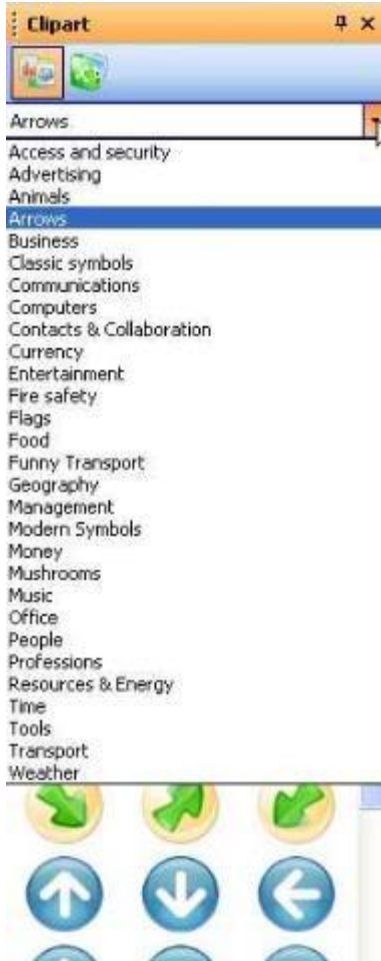 Clipart
Arrows
Access and security
Advertising
Animals
Arrows
Business
Classic symbols
Communications
Computers
Contacts & Collaboration
Currency
Entertainment
Fire safety
Flags
Food
Funny Transport
Geography
Management
Modern Symbols
Money
Mushrooms
Music
Office
People
Professions
Resources & Energy
Time
Tools
Transport
Weather